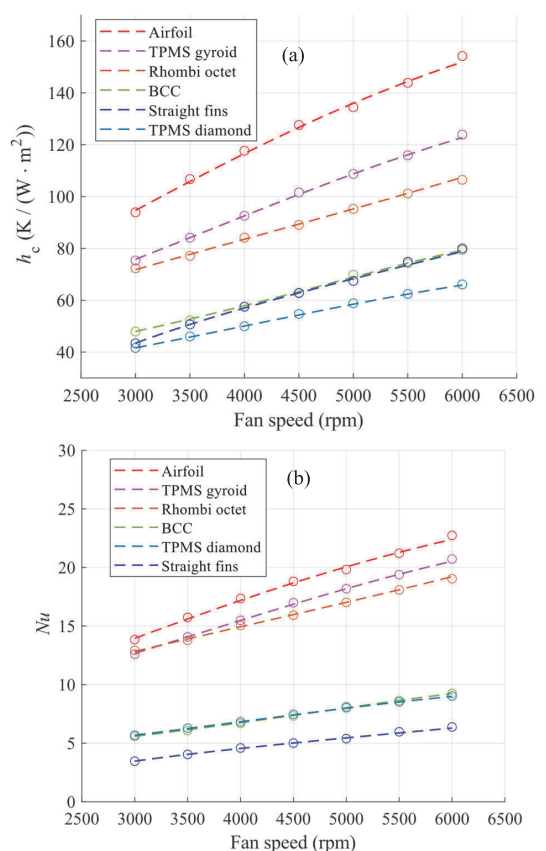 (a)
Airfoil
TPMS gyroid
Rhombi octet
BCC
Straight fins
TPMS diamond
h_c (K / (W · m²))
160
140
120
100
80
60
40
2500 3000 3500 4000 4500 5000 5500 6000 6500
Fan speed (rpm)
(b)
Airfoil
TPMS gyroid
Rhombi octet
BCC
TPMS diamond
Straight fins
Nu
30
25
20
15
10
5
0
2500 3000 3500 4000 4500 5000 5500 6000 6500
Fan speed (rpm)